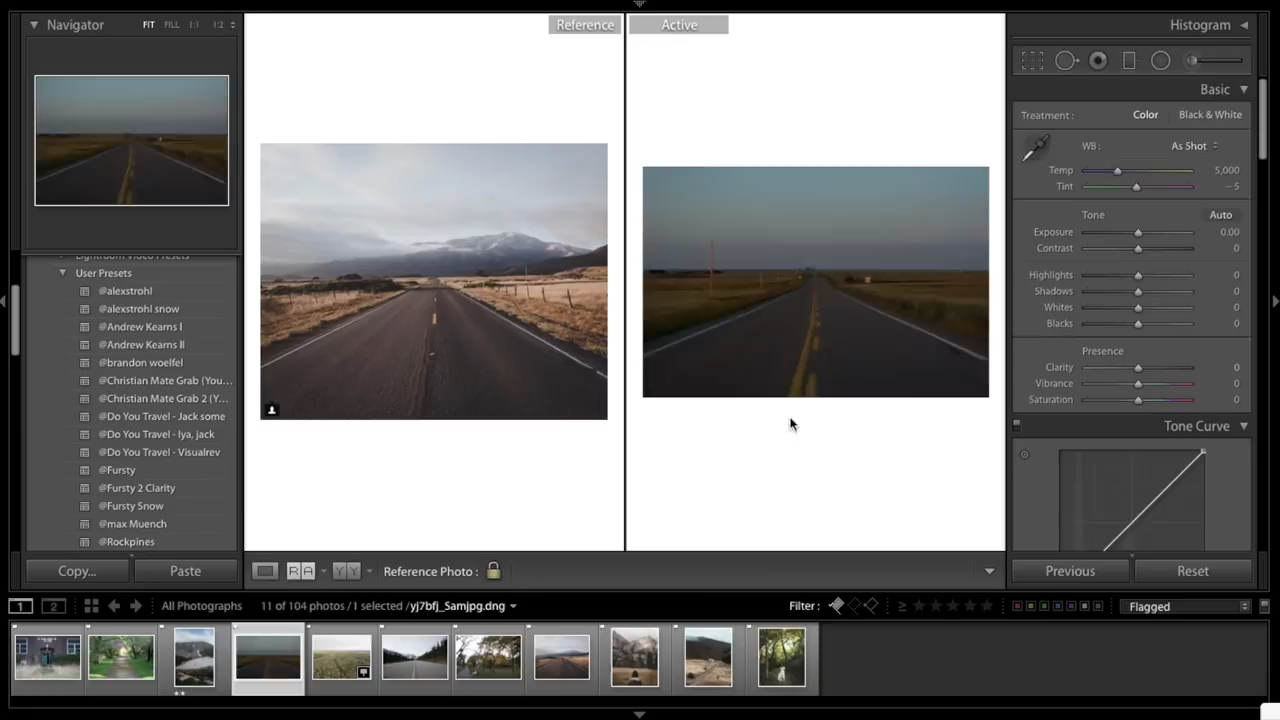 Navigator
FIT FILL 1:1 1:2
User Presets
@alexstrohl
@alexstrohl snow
@Andrew Kearns I
@Andrew Kearns II
@brandon woelfel
@Christian Mate Grab (You...
@Christian Mate Grab 2 (Y...
@Do You Travel - Jack some
@Do You Travel - lya, jack
@Do You Travel - Visualrev
@Fursty
@Fursty 2 Clarity
@Fursty Snow
@max Muench
@Rockpines
Copy... Paste
Reference Active
R A Y Y Reference Photo :
Histogram
Basic
Treatment : Color Black & White
WB : As Shot
Temp 5,000
Tint – 5
Tone Auto
Exposure 0.00
Contrast 0
Highlights 0
Shadows 0
Whites 0
Blacks 0
Presence
Clarity 0
Vibrance 0
Saturation 0
Tone Curve
Previous Reset
1 2 All Photographs 11 of 104 photos / 1 selected / yj7bfj_Samjpg.dng Filter : ≥ Flagged